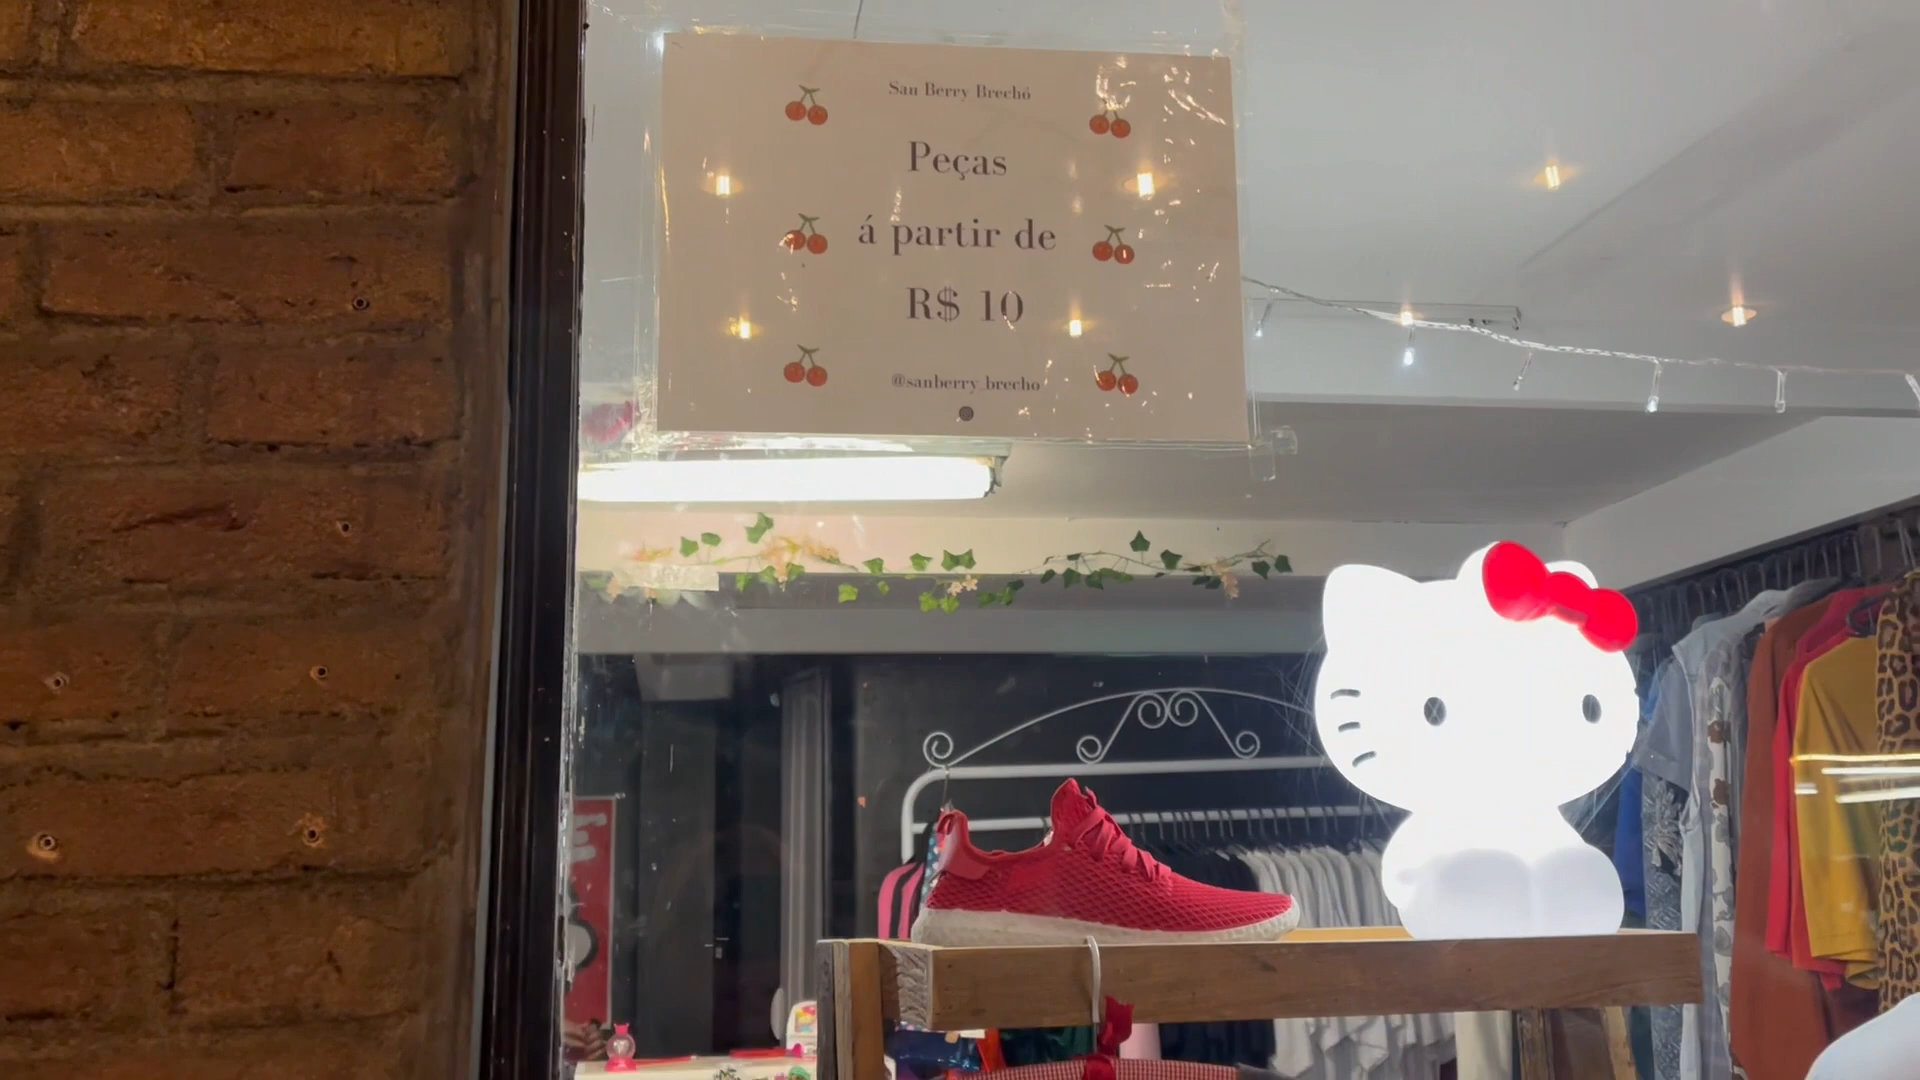 San Berry Brechó
Peças
á partir de
R$ 10
@sanberry_brecho